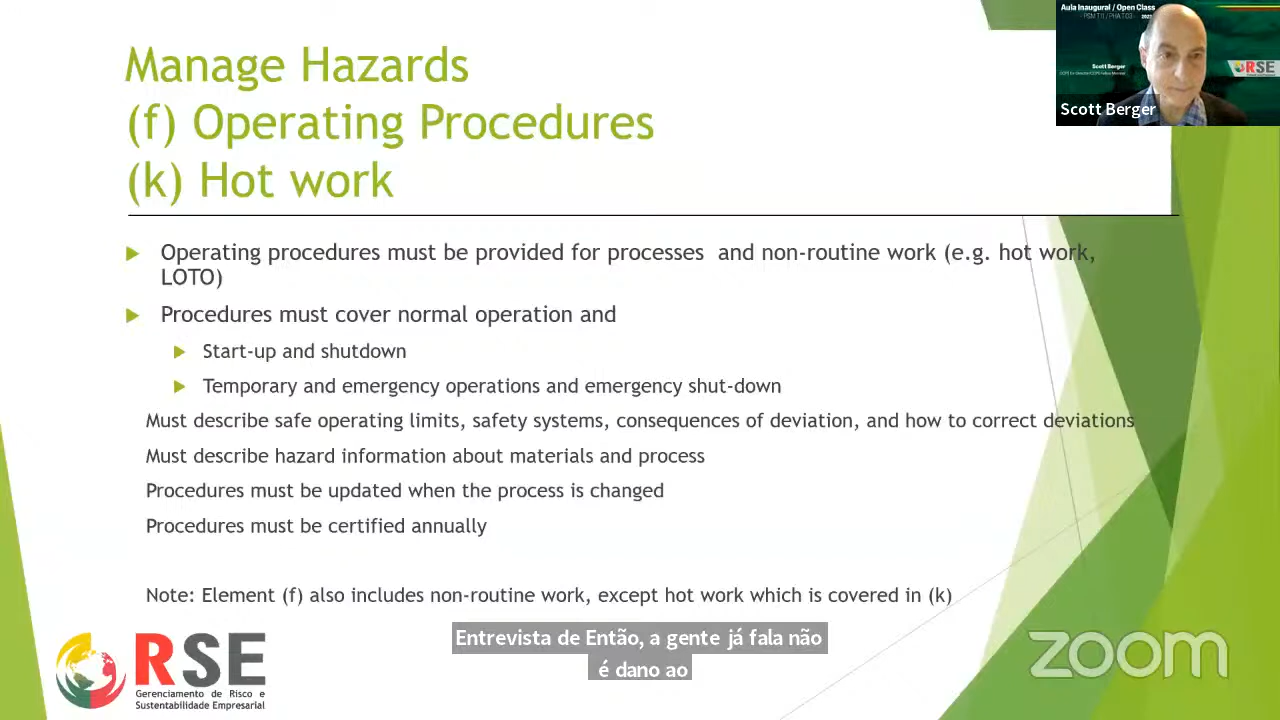 Manage Hazards
(f) Operating Procedures
(k) Hot work
Operating procedures must be provided for processes and non-routine work (e.g. hot work,
LOTO)
Procedures must cover normal operation and
Start-up and shutdown
Temporary and emergency operations and emergency shut-down
Must describe safe operating limits, safety systems, consequences of deviation, and how to correct deviations
Must describe hazard information about materials and process
Procedures must be updated when the process is changed
Procedures must be certified annually
Note: Element (f) also includes non-routine work, except hot work which is covered in (k)
Aula Inaugural / Open Class
Scott Berger
RSE
Scott Berger
Entrevista de Então, a gente já fala não
é dano ao
RSE
Gerenciamento de Risco e
Sustentabilidade Empresarial
zoom